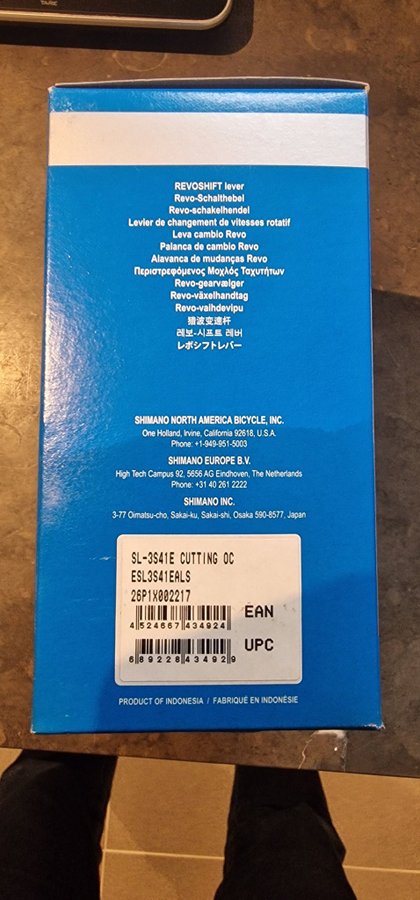 REVOSHIFT lever
Revo-Schalthebel
Revo-schakelhendel
Levier de changement de vitesses rotatif
Leva cambio Revo
Palanca de cambio Revo
Alavanca de mudanças Revo
Περιστρεφόμενος Μοχλός Ταχυτήτων
Revo-gearvælger
Revo-växelhandtag
Revo-vaihdevipu
猎波变速杆
레보-시프트 레버
レボシフトレバー
SHIMANO NORTH AMERICA BICYCLE, INC.
One Holland, Irvine, California 92618, U.S.A.
Phone: +1-949-951-5003
SHIMANO EUROPE B.V.
High Tech Campus 92, 5656 AG Eindhoven, The Netherlands
Phone: +31 40 261 2222
SHIMANO INC.
3-77 Oimatsu-cho, Sakai-ku, Sakai-shi, Osaka 590-8577, Japan
SL-3S41E CUTTING OC
ESL3S41EALS
26P1X002217
EAN
4 524667 434924
UPC
6 89228 43492 9
PRODUCT OF INDONESIA / FABRIQUÉ EN INDONÉSIE